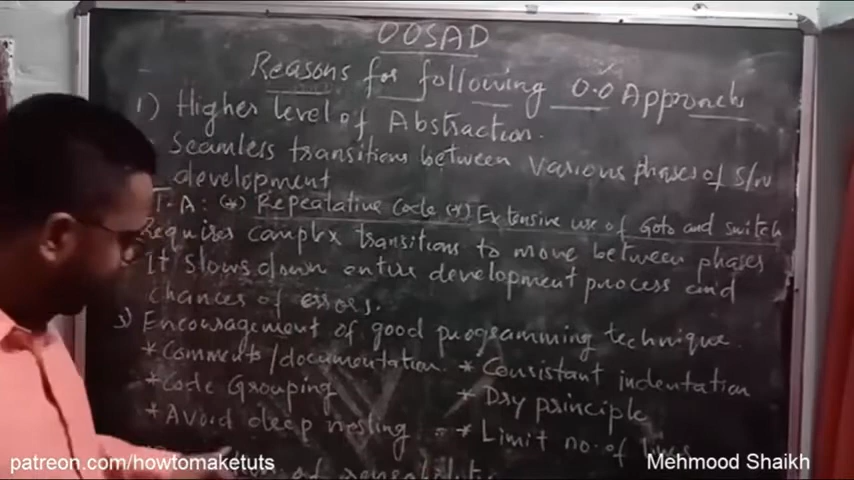 OOSAD
Reasons for following O.O Approach
1) Higher level of Abstraction.
Seamless transitions between various phases of S/w
development
T.A: (*) Repeatative Code (*) Extensive use of Goto and switch
Requires complex transitions to move between phases
It slows down entire development process and
chances of errors.
3) Encouragement of good programming technique.
* Comments/documentation. * Consistant indentation
* Code Grouping * Dry principle
* Avoid deep nesting * Limit no. of lines
of reusability
patreon.com/howtomaketuts Mehmood Shaikh